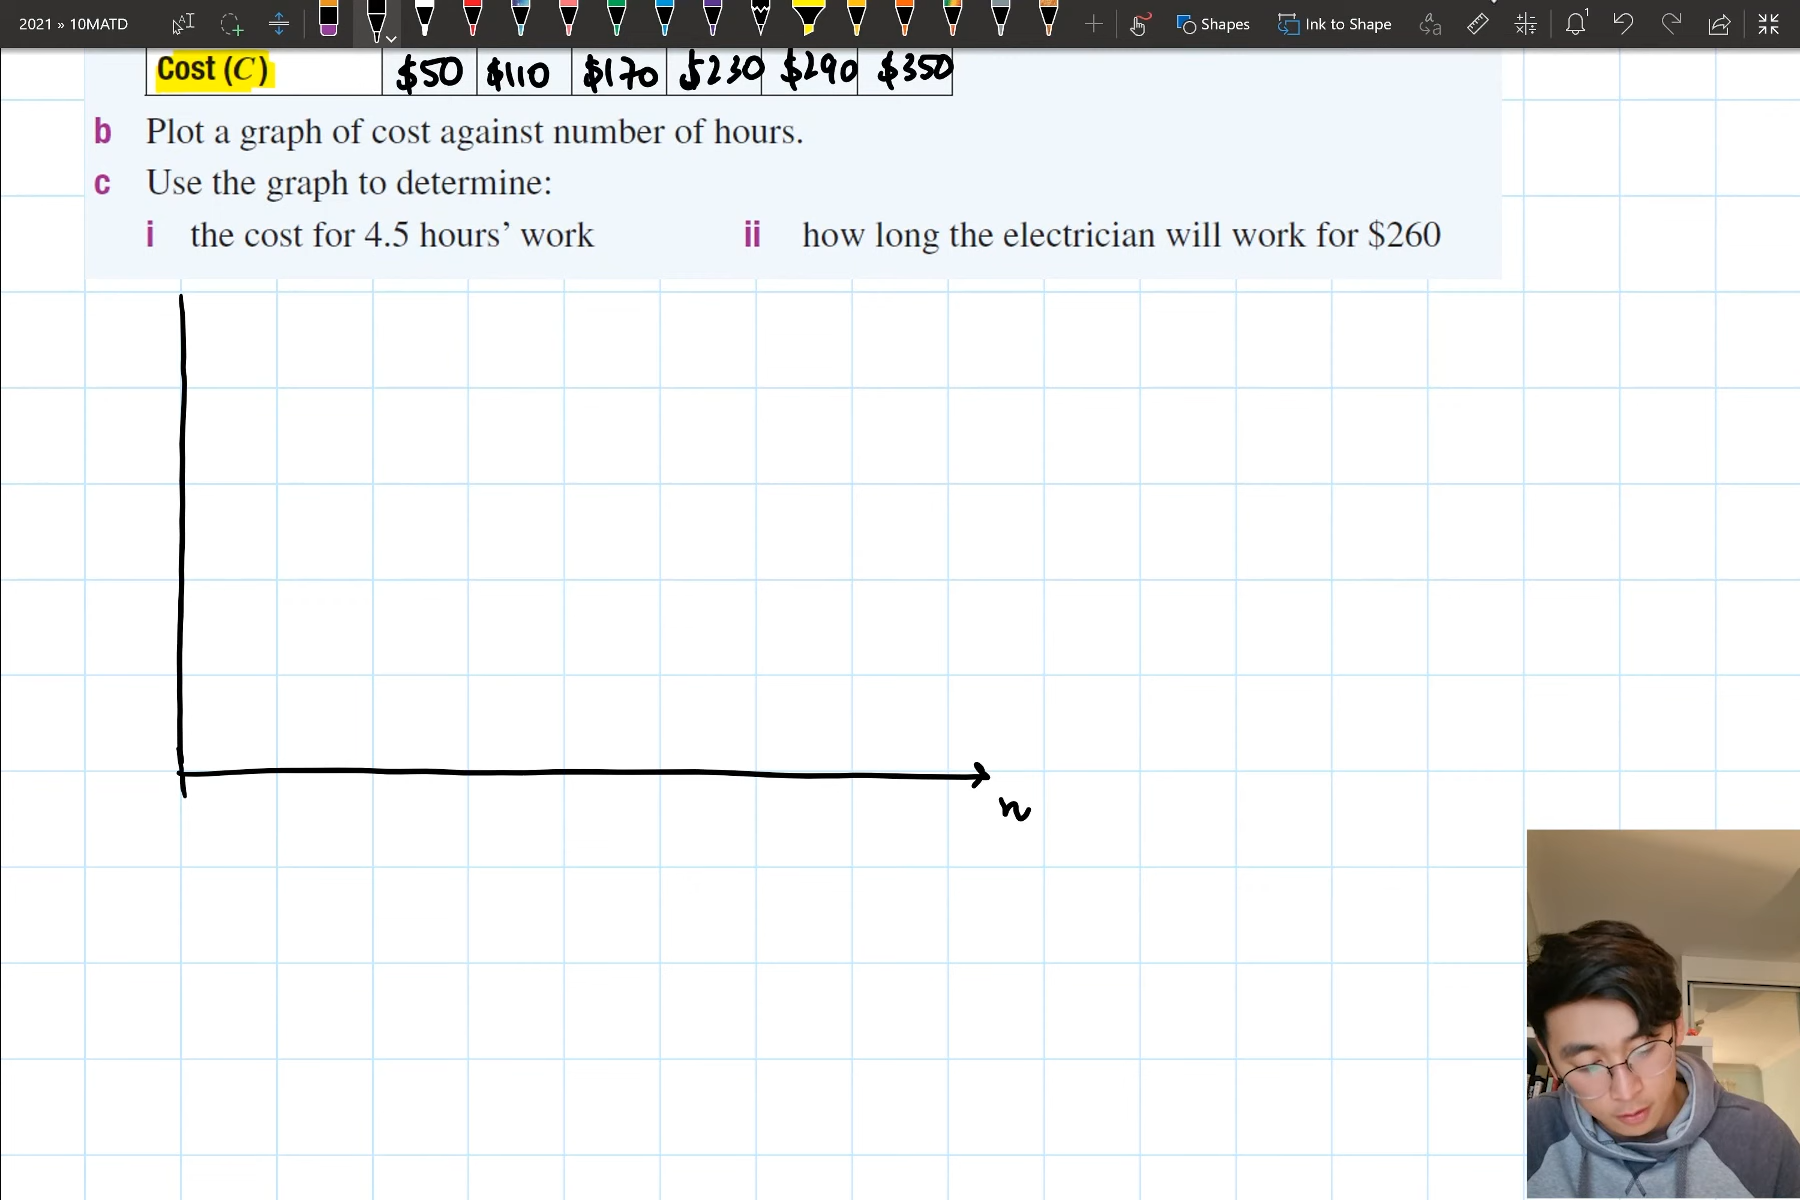 2021 » 10MATD
Shapes
Ink to Shape
1
Cost (C) $50 $110 $170 $230 $290 $350
b Plot a graph of cost against number of hours.
c Use the graph to determine:
i the cost for 4.5 hours’ work ii how long the electrician will work for $260
n